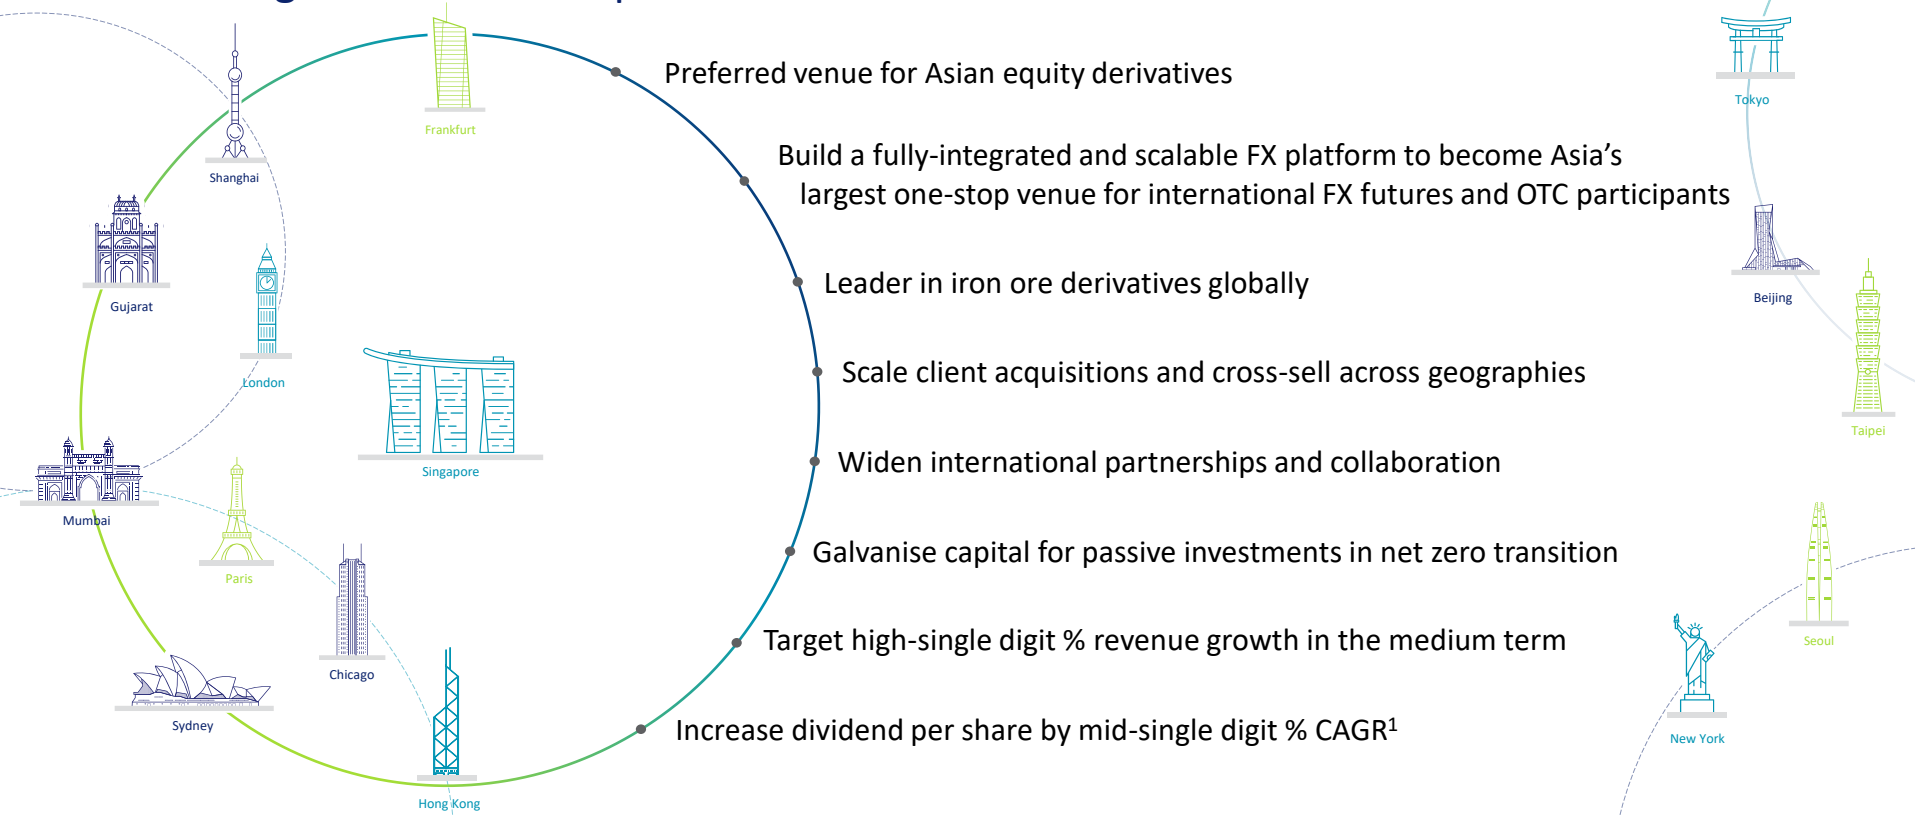 Preferred venue for Asian equity derivatives
Build a fully-integrated and scalable FX platform to become Asia’s
largest one-stop venue for international FX futures and OTC participants
Leader in iron ore derivatives globally
Scale client acquisitions and cross-sell across geographies
Widen international partnerships and collaboration
Galvanise capital for passive investments in net zero transition
Target high-single digit % revenue growth in the medium term
Increase dividend per share by mid-single digit % CAGR¹
Frankfurt
Shanghai
Gujarat
London
Singapore
Mumbai
Paris
Chicago
Sydney
Hong Kong
Tokyo
Beijing
Taipei
Seoul
New York